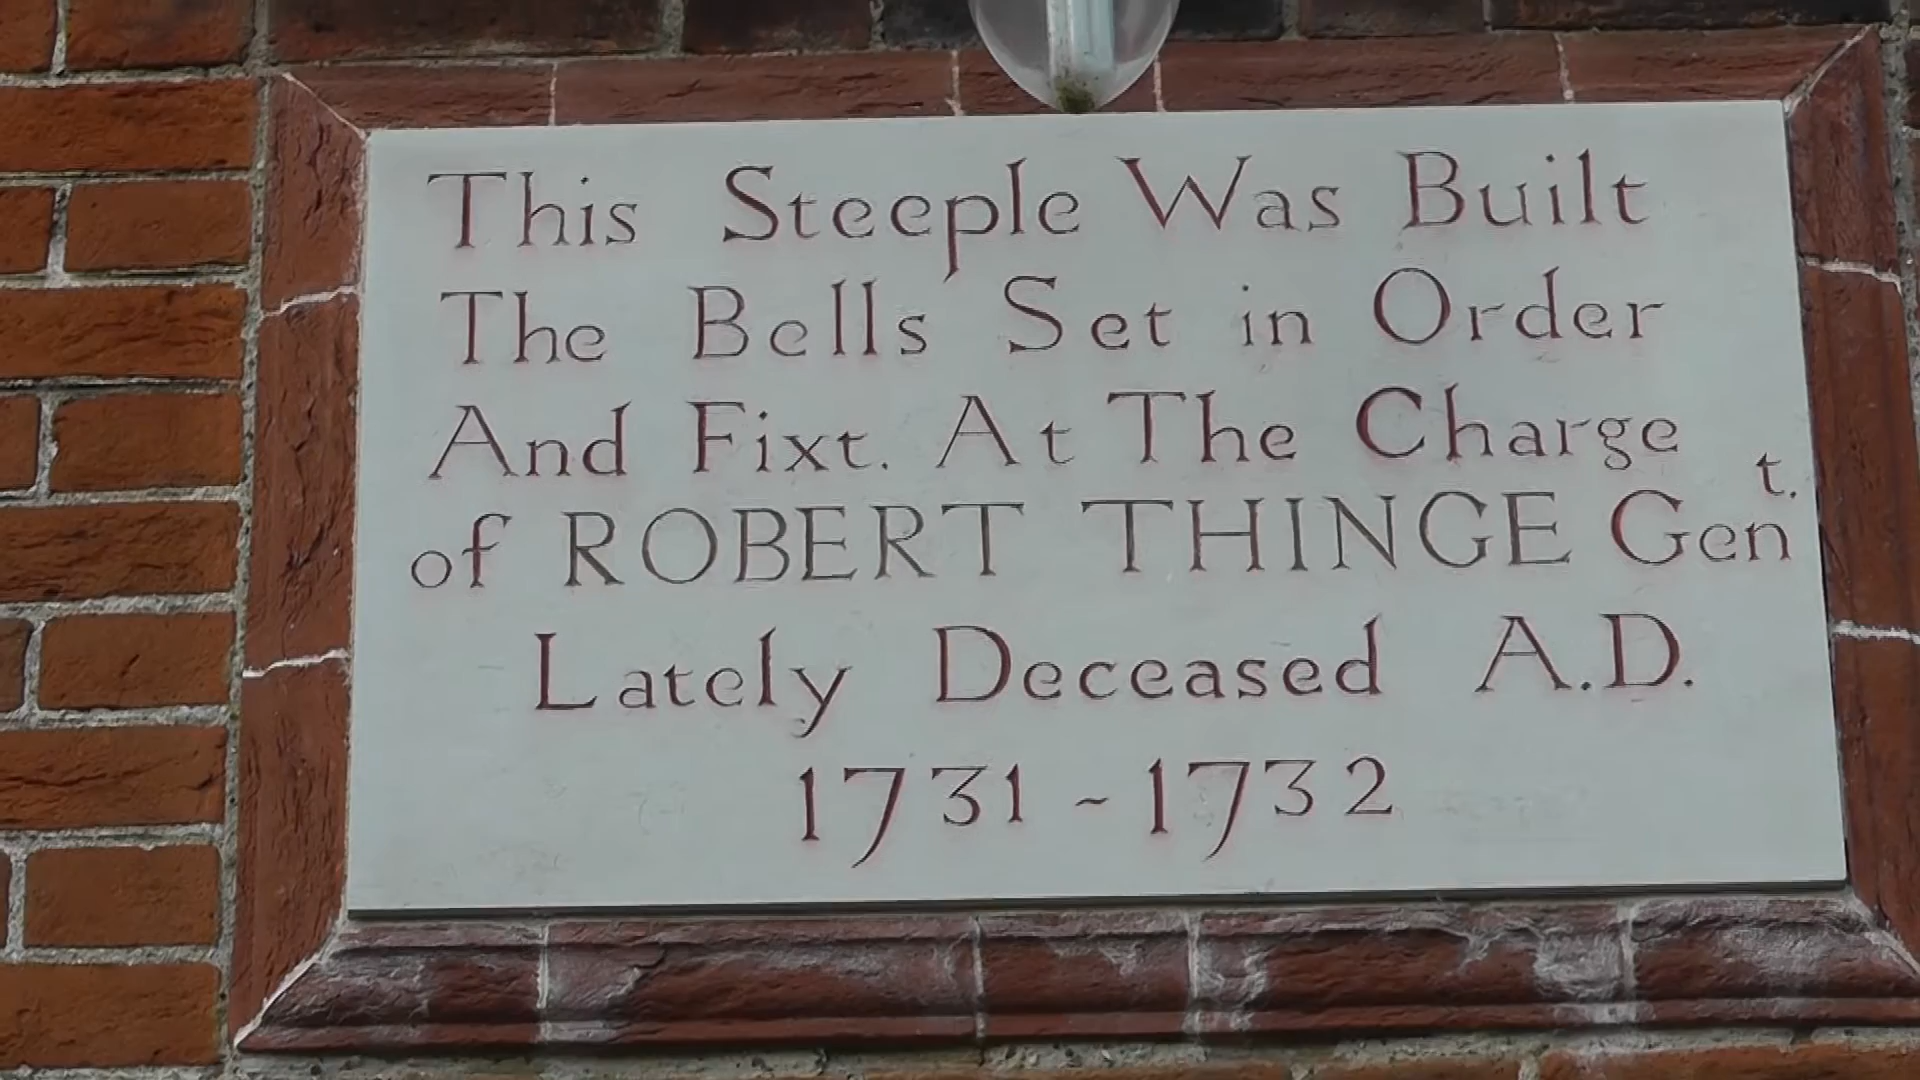 This Steeple Was Built
The Bells Set in Order
And Fixt. At The Charge
of ROBERT THINGE Gent.
Lately Deceased A.D.
1731 ~ 1732